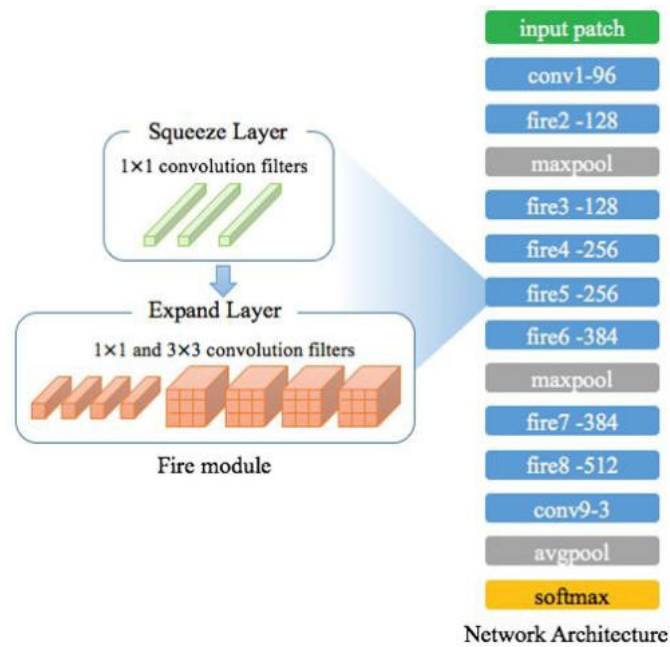 Squeeze Layer
1×1 convolution filters
Expand Layer
1×1 and 3×3 convolution filters
Fire module
input patch
conv1-96
fire2 -128
maxpool
fire3 -128
fire4 -256
fire5 -256
fire6 -384
maxpool
fire7 -384
fire8 -512
conv9-3
avgpool
softmax
Network Architecture